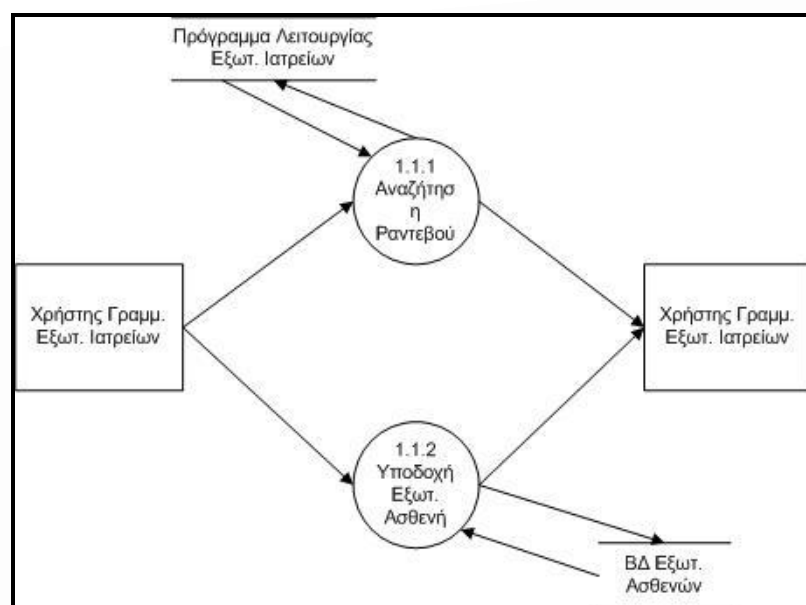 Πρόγραμμα Λειτουργίας
Εξωτ. Ιατρείων
1.1.1
Αναζήτησ
η
Ραντεβού
Χρήστης Γραμμ.
Εξωτ. Ιατρείων
Χρήστης Γραμμ.
Εξωτ. Ιατρείων
1.1.2
Υποδοχή
Εξωτ.
Ασθενή
ΒΔ Εξωτ.
Ασθενών